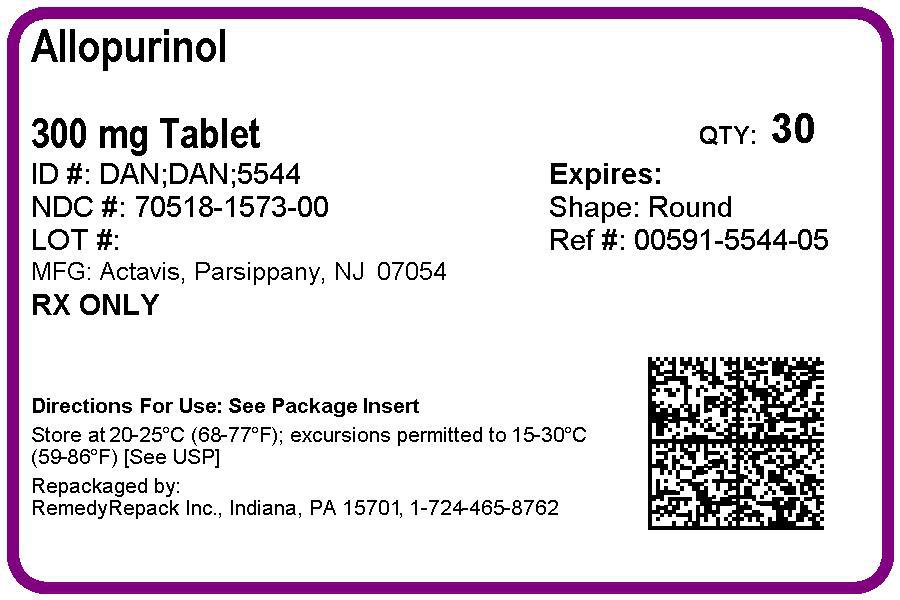 Allopurinol
300 mg Tablet
QTY: 30
ID #: DAN;DAN;5544
Expires:
NDC #: 70518-1573-00
Shape: Round
LOT #:
Ref #: 00591-5544-05
MFG: Actavis, Parsippany, NJ 07054
RX ONLY
Directions For Use: See Package Insert
Store at 20-25°C (68-77°F); excursions permitted to 15-30°C
(59-86°F) [See USP]
Repackaged by:
RemedyRepack Inc., Indiana, PA 15701, 1-724-465-8762